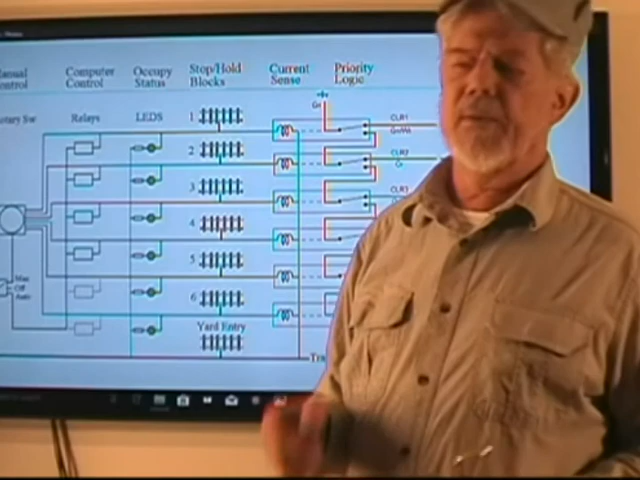 Manual Control
Computer Control
Occupy Status
Stop/Hold Blocks
Current Sense
Priority Logic
Rotary Sw
Relays
LEDS
1
2
3
4
5
6
Yard Entry
CLR1
CLR2
CLR3
Man
Off
Auto
Tra